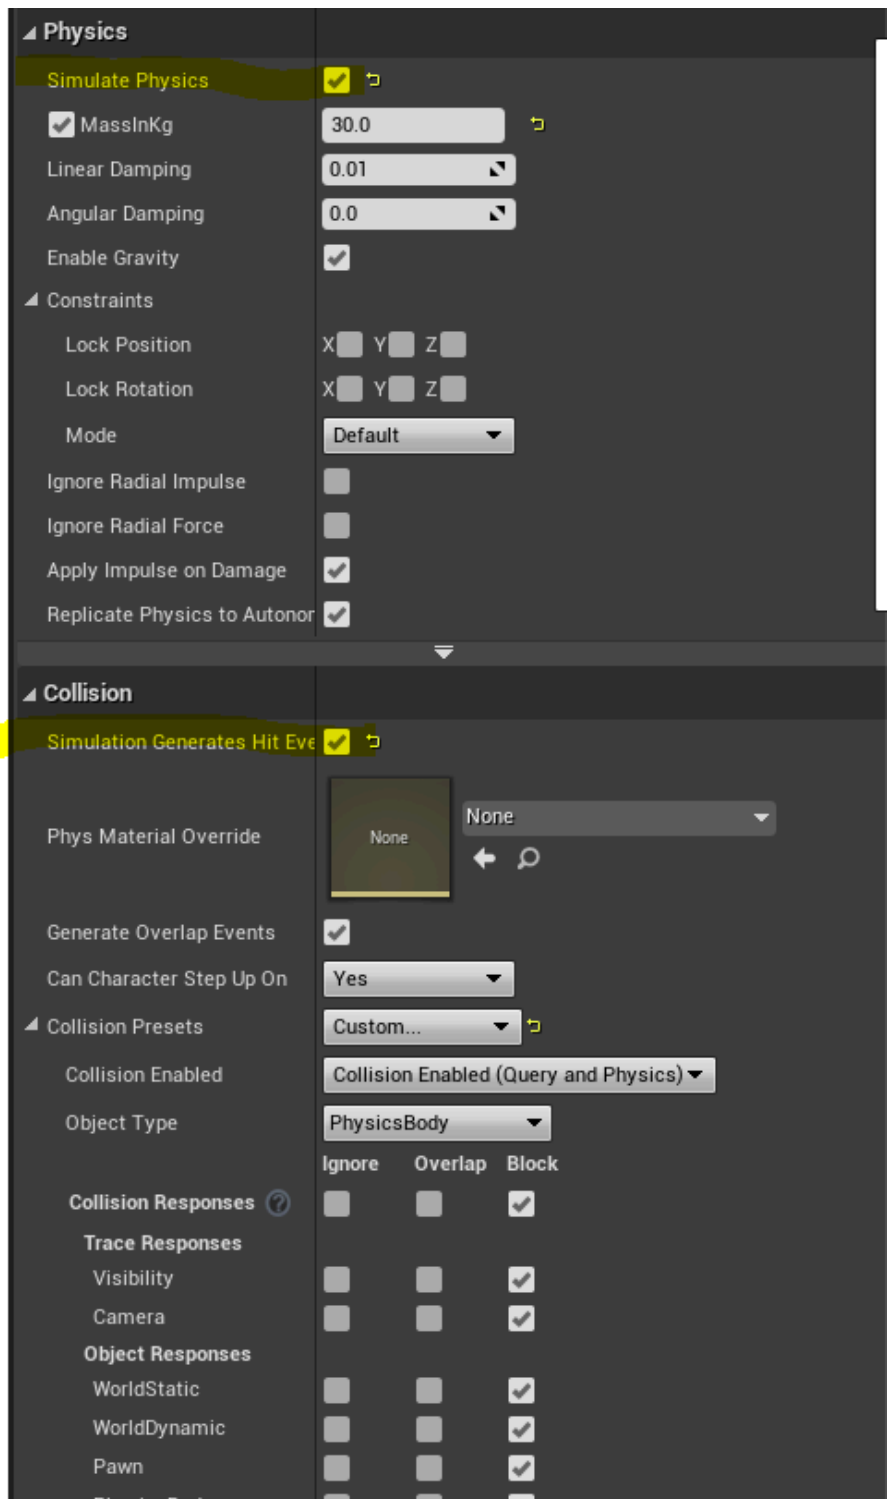 Physics
Simulate Physics
MassInKg 30.0
Linear Damping 0.01
Angular Damping 0.0
Enable Gravity
Constraints
Lock Position X Y Z
Lock Rotation X Y Z
Mode Default
Ignore Radial Impulse
Ignore Radial Force
Apply Impulse on Damage
Replicate Physics to Autonor
Collision
Simulation Generates Hit Eve
None
Phys Material Override None
Generate Overlap Events
Can Character Step Up On Yes
Collision Presets Custom...
Collision Enabled Collision Enabled (Query and Physics)
Object Type PhysicsBody
Ignore Overlap Block
Collision Responses ?
Trace Responses
Visibility
Camera
Object Responses
WorldStatic
WorldDynamic
Pawn